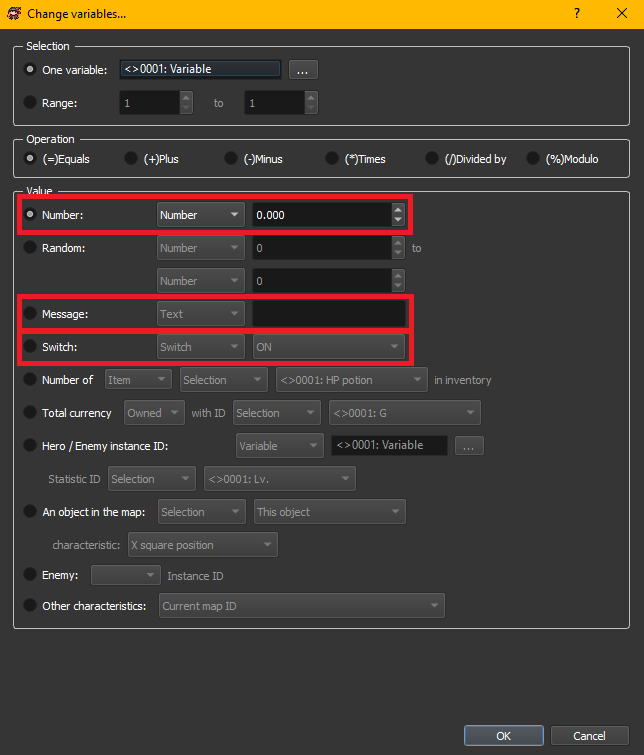 Change variables... ?
Selection
One variable: <>0001: Variable ...
Range: 1 to 1
Operation
(=)Equals (+)Plus (-)Minus (*)Times (/)Divided by (%)Modulo
Value
Number: Number 0.000
Random: Number 0 to
Number 0
Message: Text
Switch: Switch ON
Number of Item Selection <>0001: HP potion in inventory
Total currency Owned with ID Selection <>0001: G
Hero / Enemy instance ID: Variable <>0001: Variable ...
Statistic ID Selection <>0001: Lv.
An object in the map: Selection This object
characteristic: X square position
Enemy: Instance ID
Other characteristics: Current map ID
OK Cancel